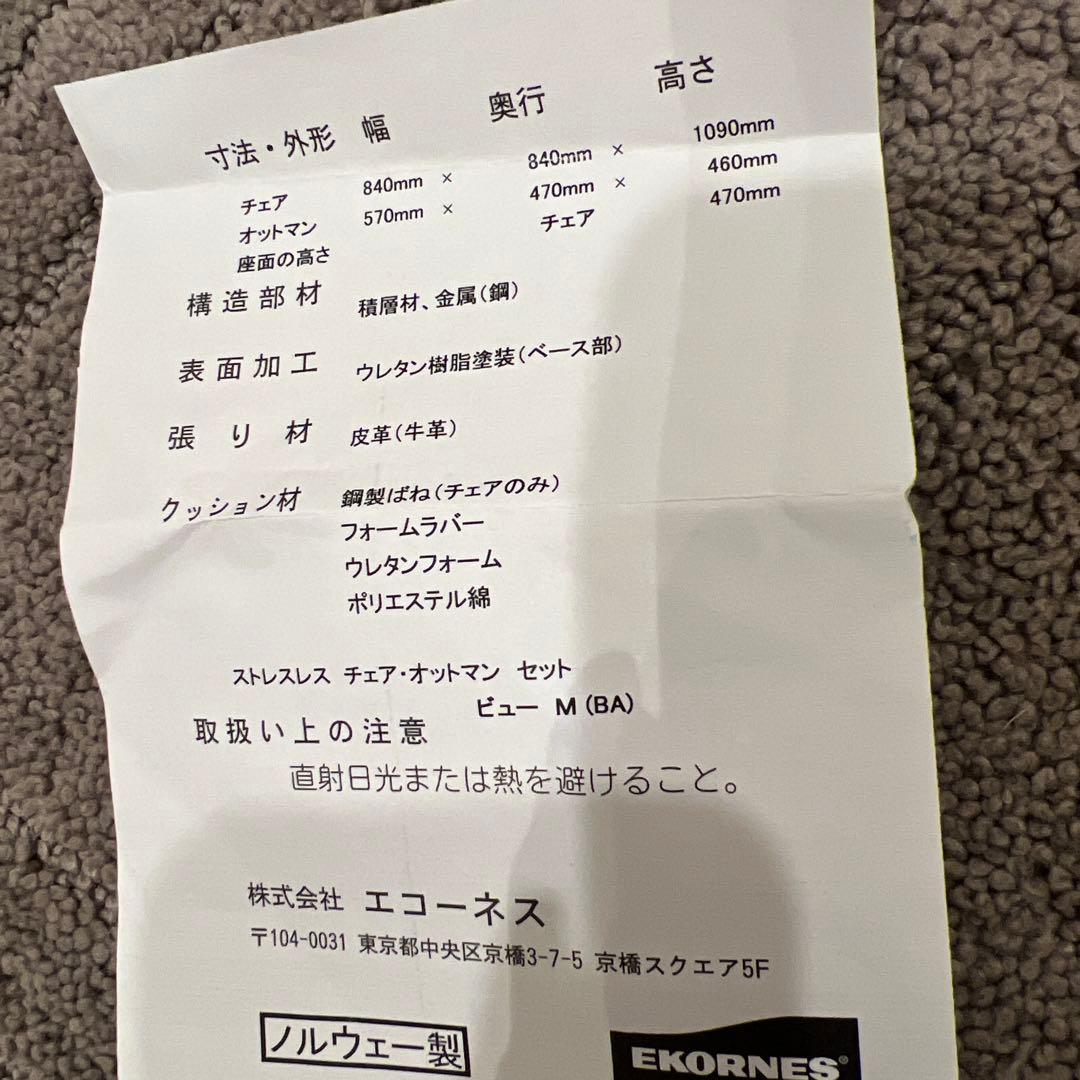 寸法・外形 幅 奥行 高さ
チェア 840mm × 840mm × 1090mm
オットマン 570mm × 470mm × 460mm
座面の高さ チェア 470mm
構造部材 積層材、金属(鋼)
表面加工 ウレタン樹脂塗装(ベース部)
張り材 皮革(牛革)
クッション材 鋼製ばね(チェアのみ)
フォームラバー
ウレタンフォーム
ポリエステル綿
ストレスレス チェア・オットマン セット
ビュー M(BA)
取扱い上の注意
直射日光または熱を避けること。
株式会社 エコーネス
〒104-0031 東京都中央区京橋3-7-5 京橋スクエア5F
ノルウェー製
EKORNES®